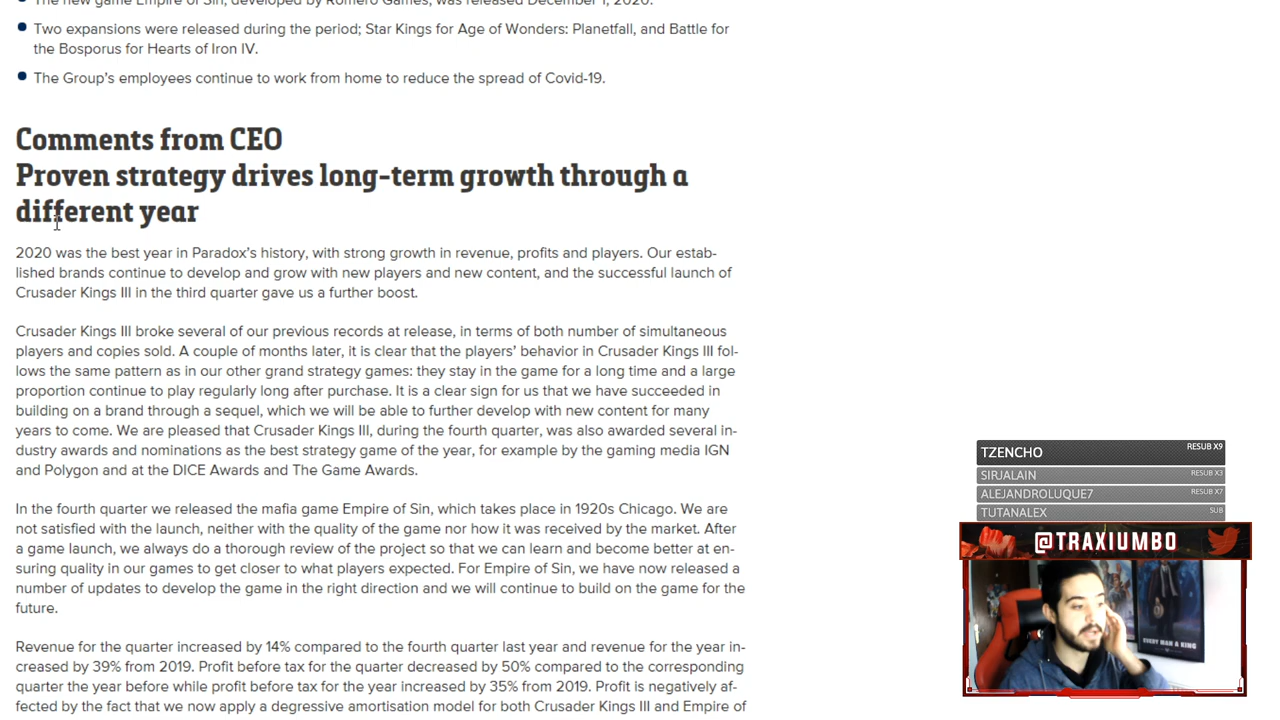 The new game Empire of Sin, developed by Romero Games, was released December 1, 2020.
Two expansions were released during the period; Star Kings for Age of Wonders: Planetfall, and Battle for
the Bosporus for Hearts of Iron IV.
The Group's employees continue to work from home to reduce the spread of Covid-19.
Comments from CEO
Proven strategy drives long-term growth through a
different year
2020 was the best year in Paradox's history, with strong growth in revenue, profits and players. Our estab-
lished brands continue to develop and grow with new players and new content, and the successful launch of
Crusader Kings III in the third quarter gave us a further boost.
Crusader Kings III broke several of our previous records at release, in terms of both number of simultaneous
players and copies sold. A couple of months later, it is clear that the players' behavior in Crusader Kings III fol-
lows the same pattern as in our other grand strategy games: they stay in the game for a long time and a large
proportion continue to play regularly long after purchase. It is a clear sign for us that we have succeeded in
building on a brand through a sequel, which we will be able to further develop with new content for many
years to come. We are pleased that Crusader Kings III, during the fourth quarter, was also awarded several in-
dustry awards and nominations as the best strategy game of the year, for example by the gaming media IGN
and Polygon and at the DICE Awards and The Game Awards.
In the fourth quarter we released the mafia game Empire of Sin, which takes place in 1920s Chicago. We are
not satisfied with the launch, neither with the quality of the game nor how it was received by the market. After
a game launch, we always do a thorough review of the project so that we can learn and become better at en-
suring quality in our games to get closer to what players expected. For Empire of Sin, we have now released a
number of updates to develop the game in the right direction and we will continue to build on the game for the
future.
Revenue for the quarter increased by 14% compared to the fourth quarter last year and revenue for the year in-
creased by 39% from 2019. Profit before tax for the quarter decreased by 50% compared to the corresponding
quarter the year before while profit before tax for the year increased by 35% from 2019. Profit is negatively af-
fected by the fact that we now apply a degressive amortisation model for both Crusader Kings III and Empire of
TZENCHO RESUB X9
SIRJALAIN RESUB X3
ALEJANDROLUQUE7 RESUB X7
TUTANALEX SUB
@TRAXIUMBO
EVERY MAN A KING